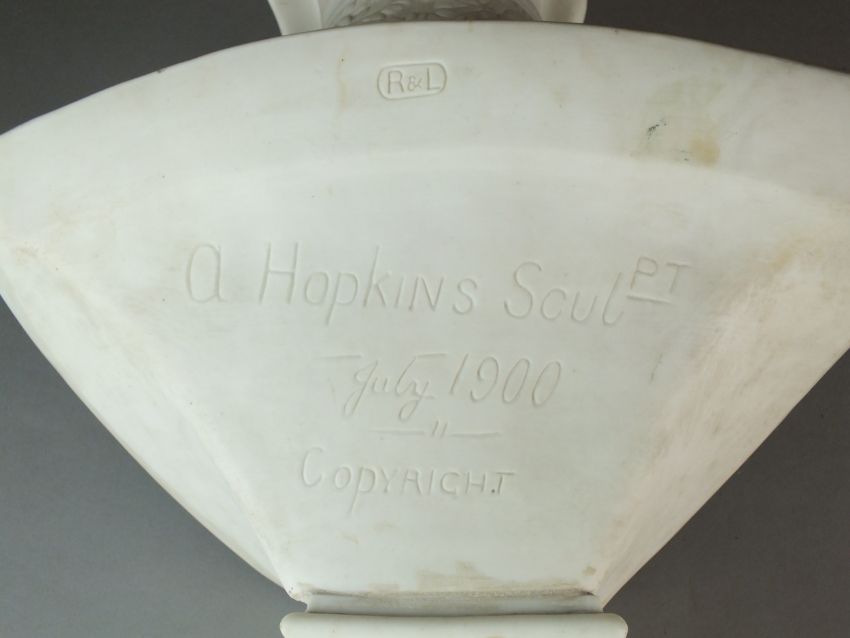 R&L
a Hopkins Sculᴾᵀ
July 1900
"
Copyright